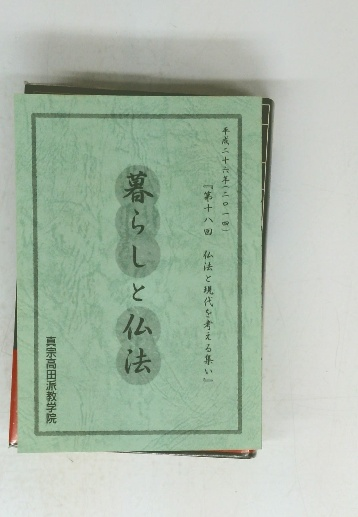 平成二十六年(二〇一四)
『第十八回 仏法と現代を考える集い』
暮らしと仏法
真宗高田派教学院